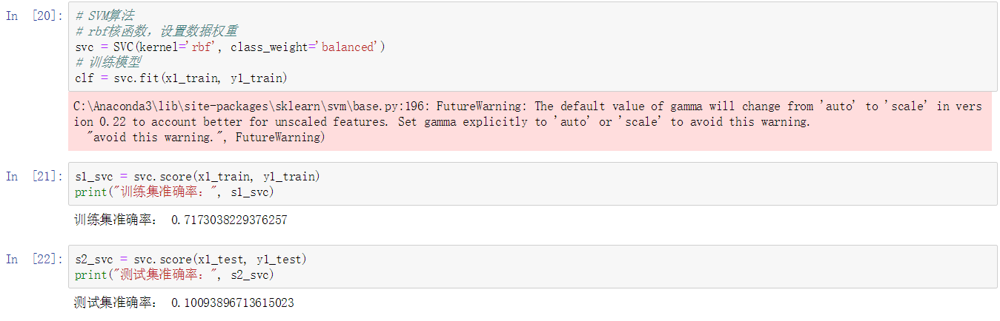 In [20]: # SVM算法
# rbf核函数，设置数据权重
svc = SVC(kernel='rbf', class_weight='balanced')
# 训练模型
clf = svc.fit(xl_train, yl_train)
C:\Anaconda3\lib\site-packages\sklearn\svm\base.py:196: FutureWarning: The default value of gamma will change from 'auto' to 'scale' in vers
ion 0.22 to account better for unscaled features. Set gamma explicitly to 'auto' or 'scale' to avoid this warning.
"avoid this warning.", FutureWarning)
In [21]: s1_svc = svc.score(xl_train, yl_train)
print("训练集准确率：", s1_svc)
训练集准确率： 0.7173038229376257
In [22]: s2_svc = svc.score(xl_test, yl_test)
print("测试集准确率：", s2_svc)
测试集准确率： 0.10093896713615023